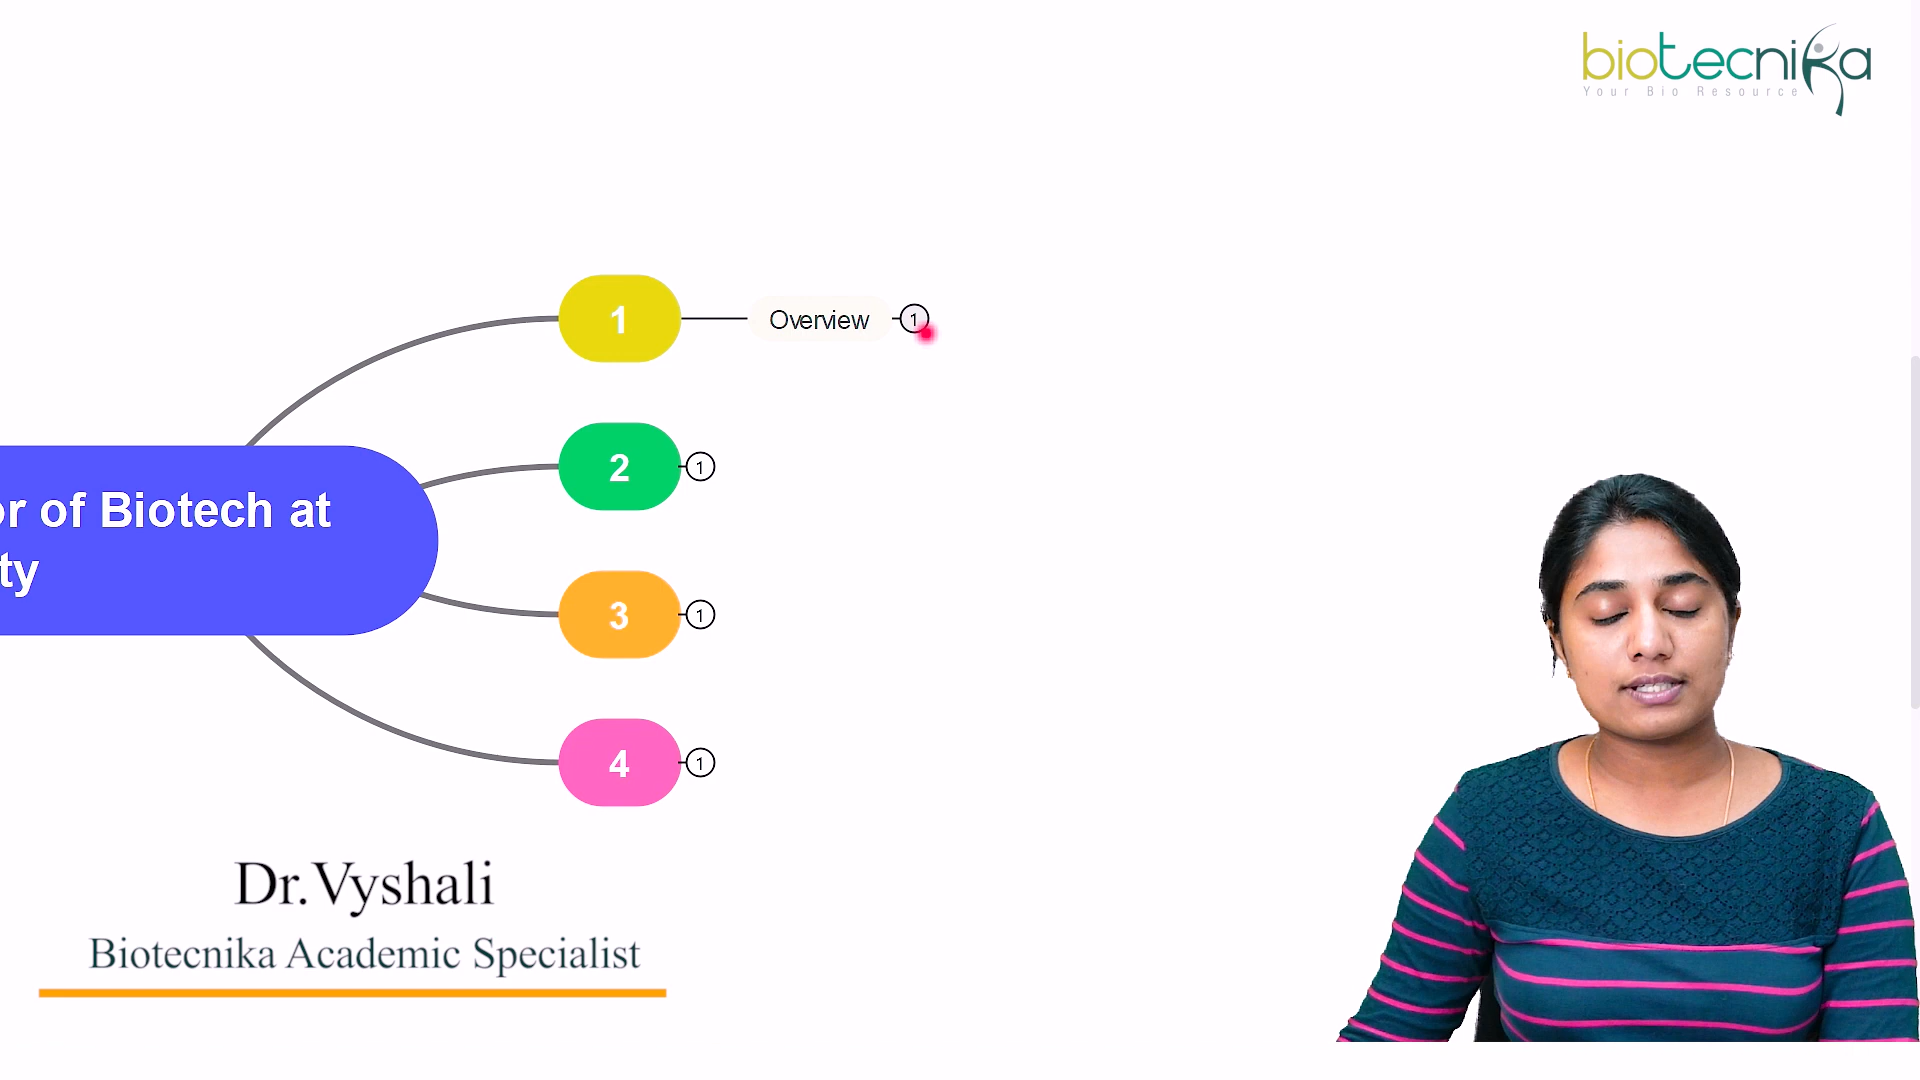 biotecnika
Your Bio Resource
1
Overview
1
2
1
or of Biotech at
ty
3
1
4
1
Dr.Vyshali
Biotecnika Academic Specialist